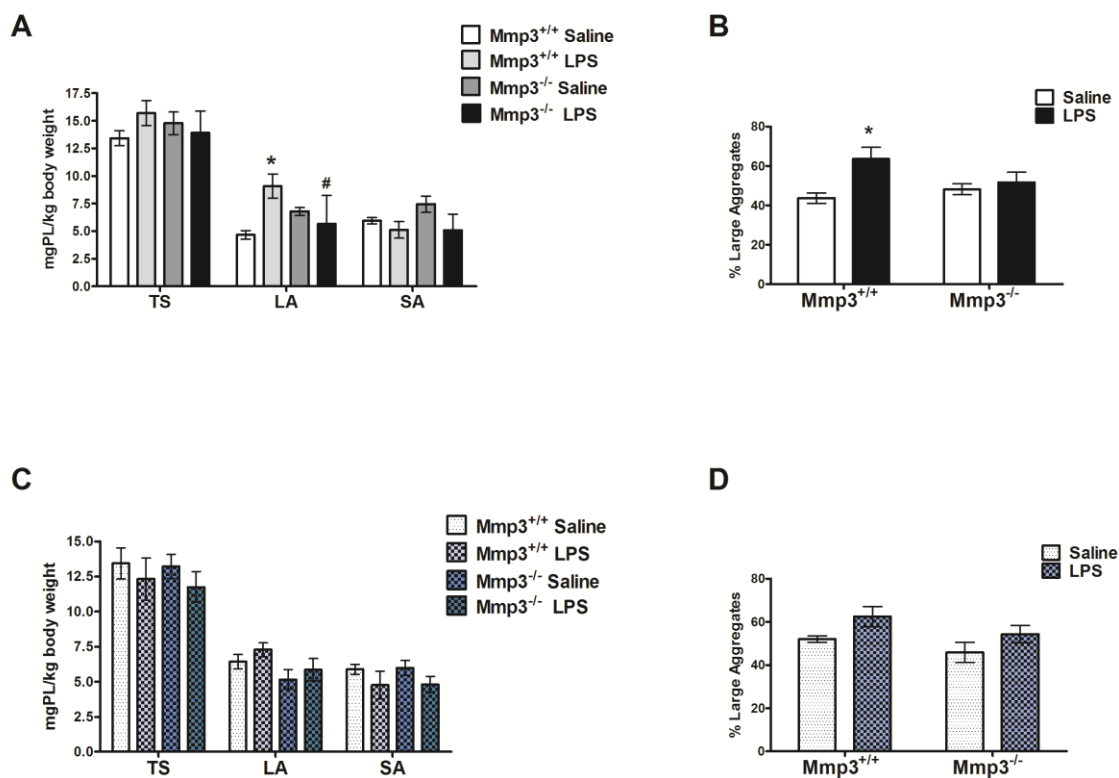 A
Mmp3+/+ Saline
Mmp3+/+ LPS
Mmp3-/- Saline
Mmp3-/- LPS
mgPL/kg body weight
17.5
15.0
12.5
10.0
7.5
5.0
2.5
0.0
*
#
TS LA SA
B
Saline
LPS
% Large Aggregates
80
60
40
20
0
*
Mmp3+/+ Mmp3-/-
C
Mmp3+/+ Saline
Mmp3+/+ LPS
Mmp3-/- Saline
Mmp3-/- LPS
mgPL/kg body weight
15.0
12.5
10.0
7.5
5.0
2.5
0.0
TS LA SA
D
Saline
LPS
% Large Aggregates
80
60
40
20
0
Mmp3+/+ Mmp3-/-